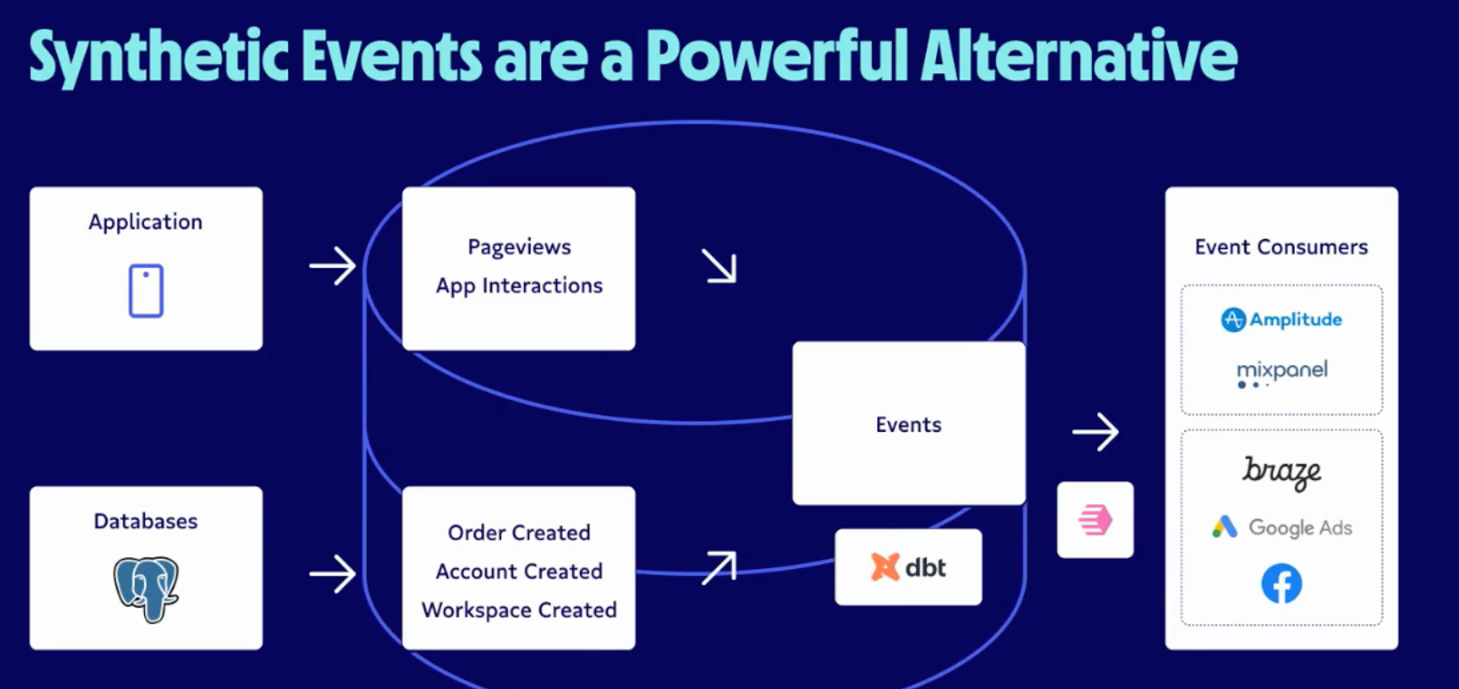 Synthetic Events are a Powerful Alternative
Application
Pageviews
App Interactions
Databases
Order Created
Account Created
Workspace Created
Events
dbt
Event Consumers
Amplitude
mixpanel
braze
Google Ads